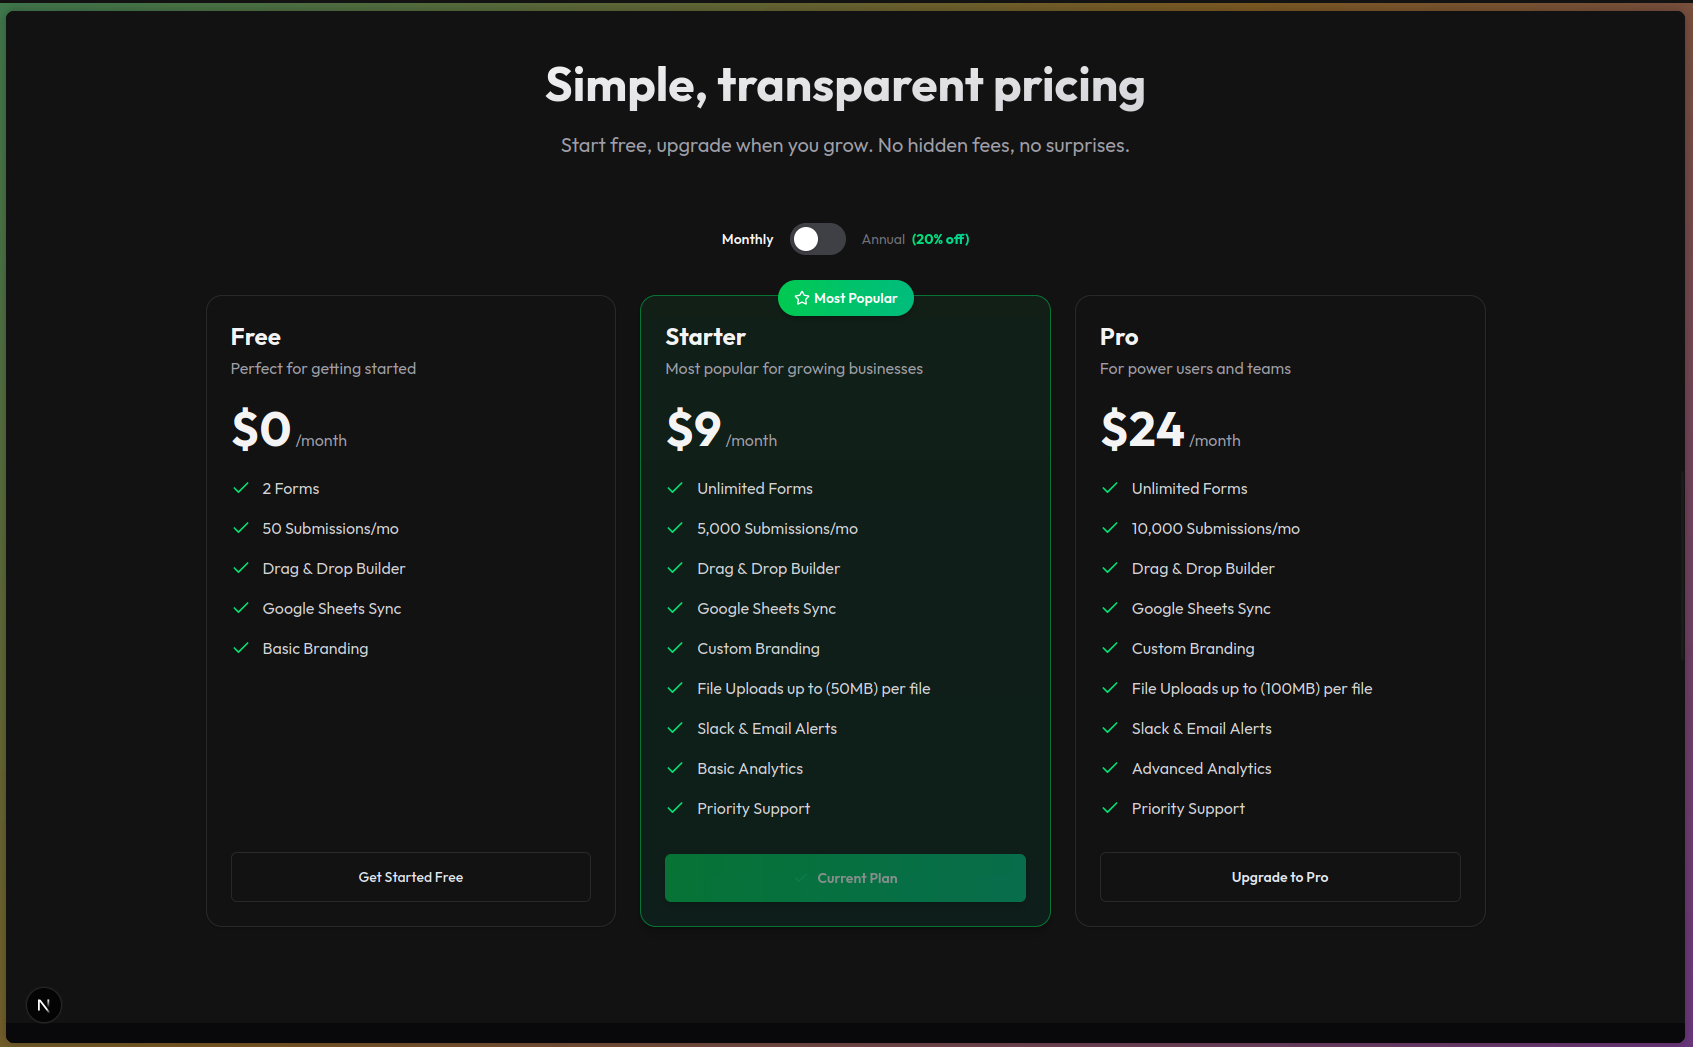 Simple, transparent pricing
Start free, upgrade when you grow. No hidden fees, no surprises.
Monthly Annual (20% off)
Most Popular
Free
Perfect for getting started
$0 /month
2 Forms
50 Submissions/mo
Drag & Drop Builder
Google Sheets Sync
Basic Branding
Get Started Free
Starter
Most popular for growing businesses
$9 /month
Unlimited Forms
5,000 Submissions/mo
Drag & Drop Builder
Google Sheets Sync
Custom Branding
File Uploads up to (50MB) per file
Slack & Email Alerts
Basic Analytics
Priority Support
Current Plan
Pro
For power users and teams
$24 /month
Unlimited Forms
10,000 Submissions/mo
Drag & Drop Builder
Google Sheets Sync
Custom Branding
File Uploads up to (100MB) per file
Slack & Email Alerts
Advanced Analytics
Priority Support
Upgrade to Pro
N